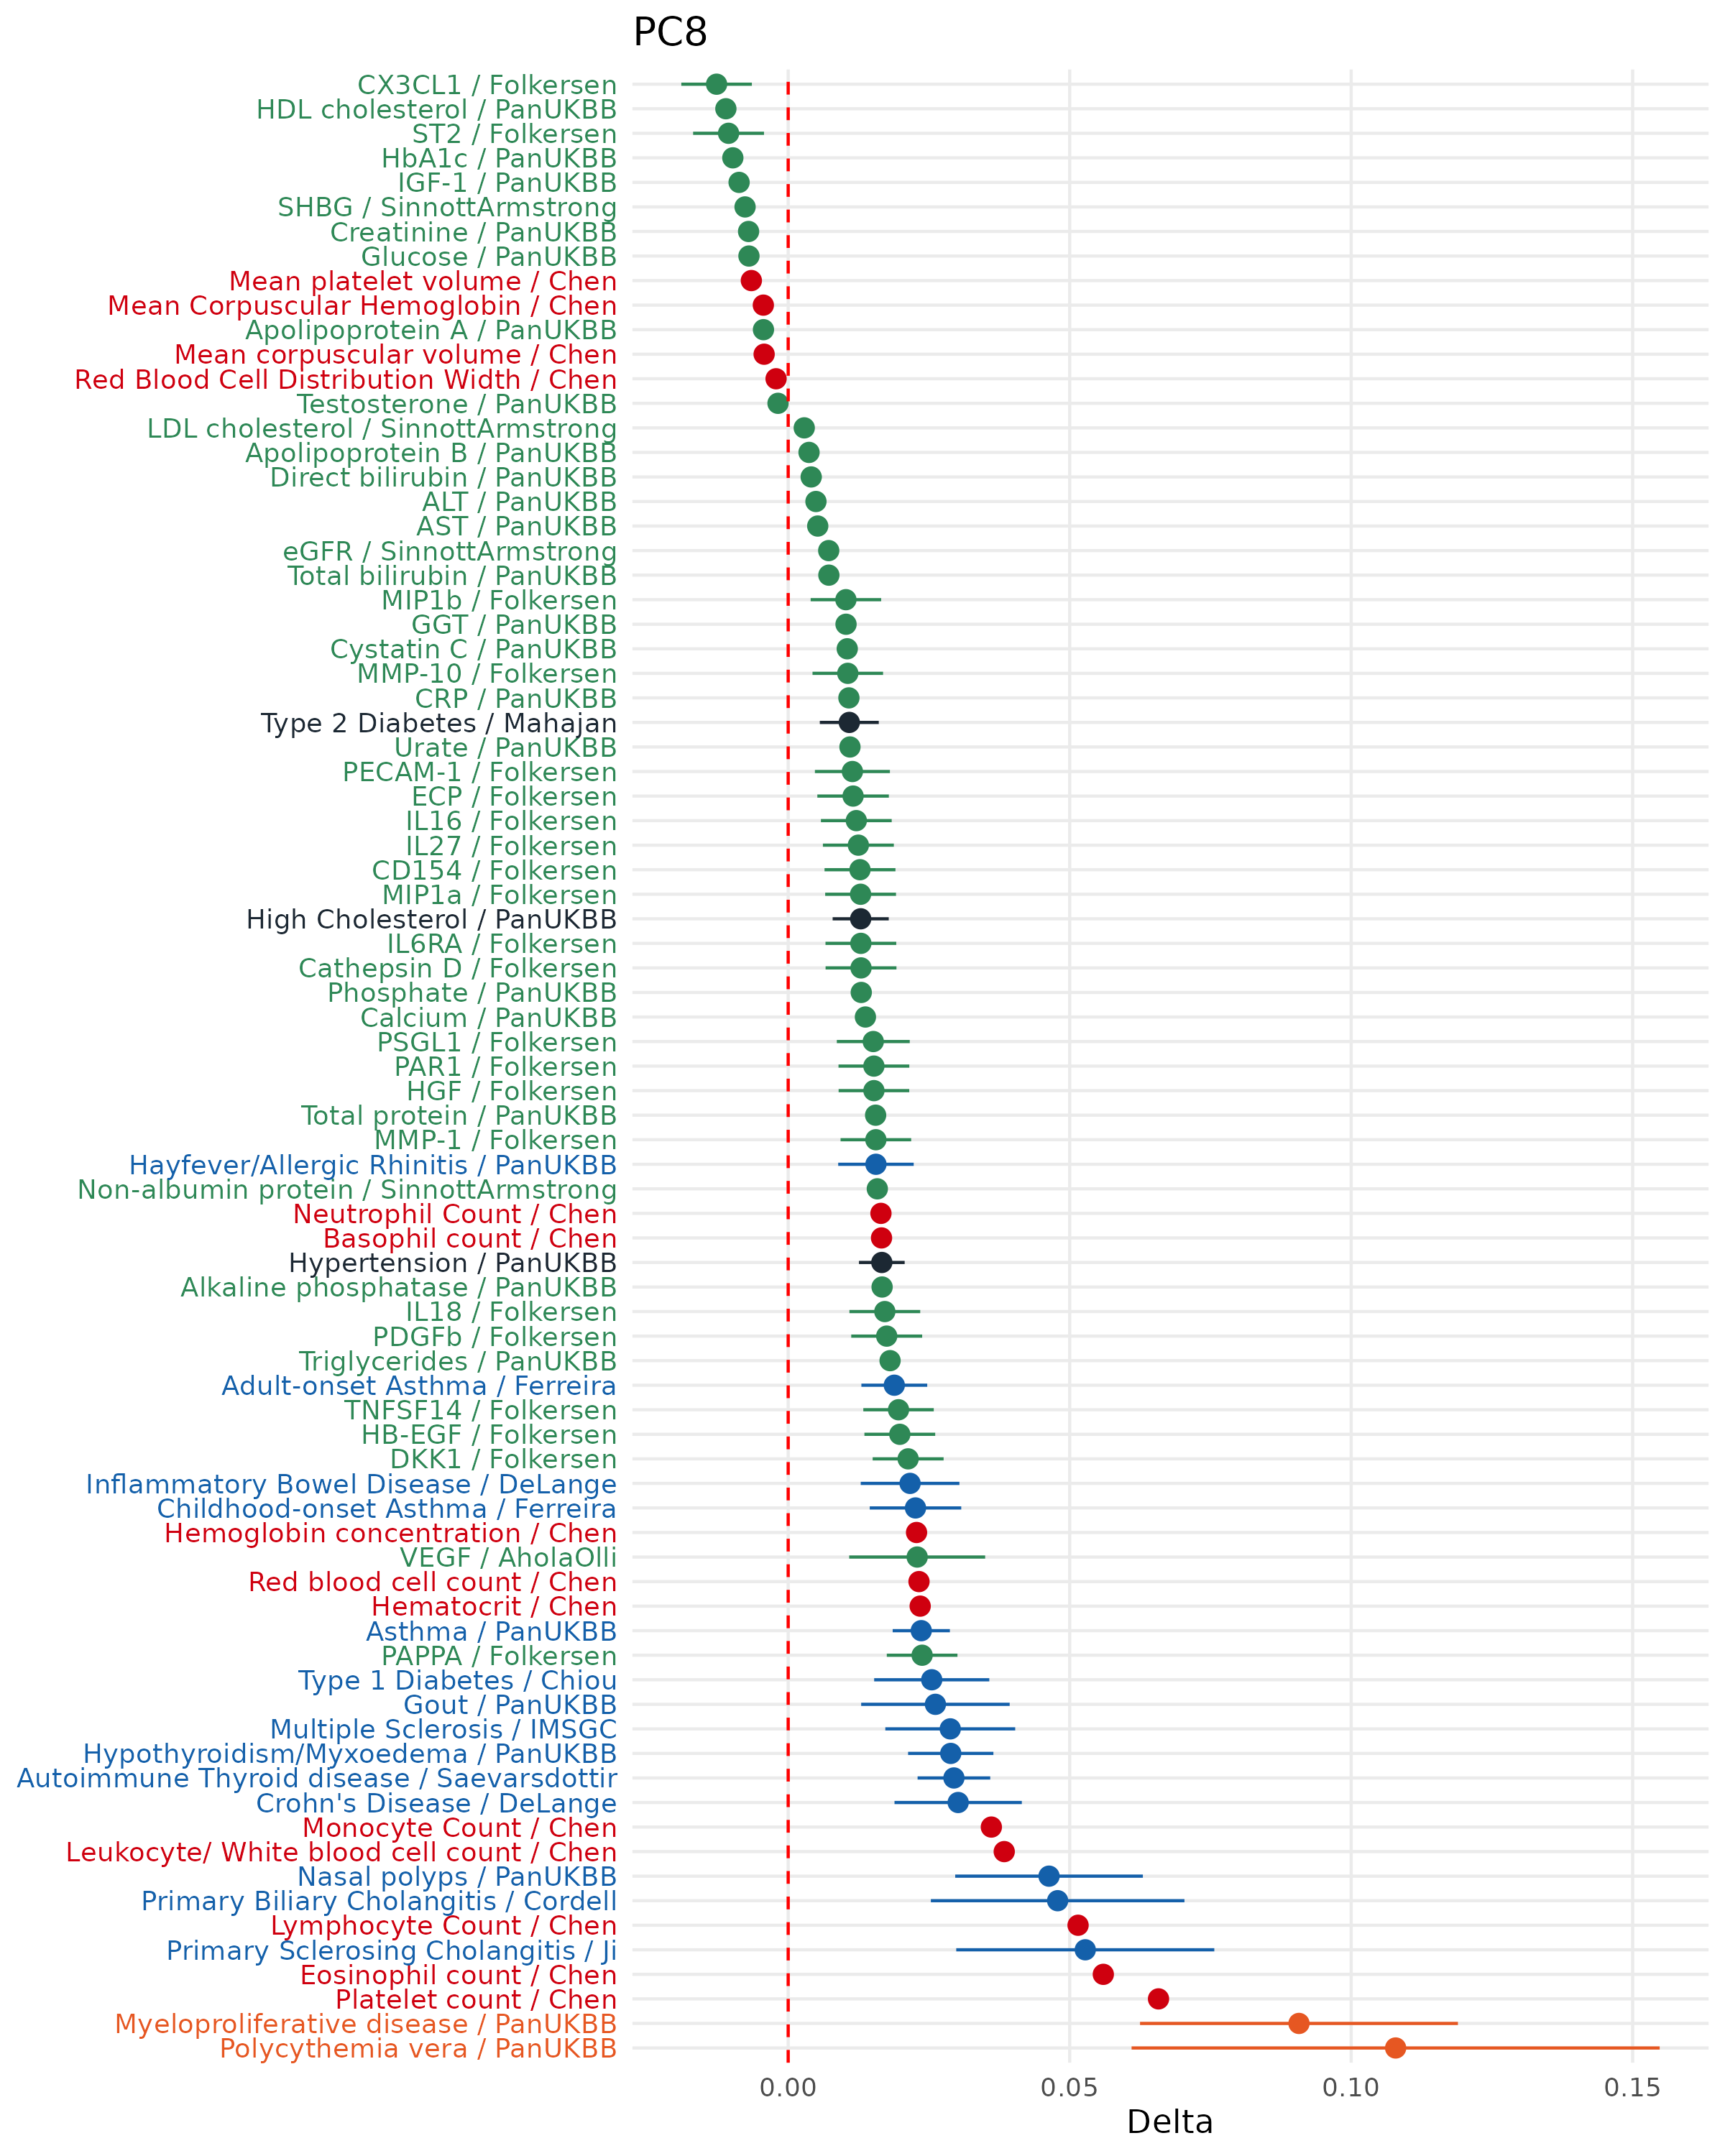 PC8
CX3CL1 / Folkersen
HDL cholesterol / PanUKBB
ST2 / Folkersen
HbA1c / PanUKBB
IGF-1 / PanUKBB
SHBG / SinnottArmstrong
Creatinine / PanUKBB
Glucose / PanUKBB
Mean platelet volume / Chen
Mean Corpuscular Hemoglobin / Chen
Apolipoprotein A / PanUKBB
Mean corpuscular volume / Chen
Red Blood Cell Distribution Width / Chen
Testosterone / PanUKBB
LDL cholesterol / SinnottArmstrong
Apolipoprotein B / PanUKBB
Direct bilirubin / PanUKBB
ALT / PanUKBB
AST / PanUKBB
eGFR / SinnottArmstrong
Total bilirubin / PanUKBB
MIP1b / Folkersen
GGT / PanUKBB
Cystatin C / PanUKBB
MMP-10 / Folkersen
CRP / PanUKBB
Type 2 Diabetes / Mahajan
Urate / PanUKBB
PECAM-1 / Folkersen
ECP / Folkersen
IL16 / Folkersen
IL27 / Folkersen
CD154 / Folkersen
MIP1a / Folkersen
High Cholesterol / PanUKBB
IL6RA / Folkersen
Cathepsin D / Folkersen
Phosphate / PanUKBB
Calcium / PanUKBB
PSGL1 / Folkersen
PAR1 / Folkersen
HGF / Folkersen
Total protein / PanUKBB
MMP-1 / Folkersen
Hayfever/Allergic Rhinitis / PanUKBB
Non-albumin protein / SinnottArmstrong
Neutrophil Count / Chen
Basophil count / Chen
Hypertension / PanUKBB
Alkaline phosphatase / PanUKBB
IL18 / Folkersen
PDGFb / Folkersen
Triglycerides / PanUKBB
Adult-onset Asthma / Ferreira
TNFSF14 / Folkersen
HB-EGF / Folkersen
DKK1 / Folkersen
Inflammatory Bowel Disease / DeLange
Childhood-onset Asthma / Ferreira
Hemoglobin concentration / Chen
VEGF / AholaOlli
Red blood cell count / Chen
Hematocrit / Chen
Asthma / PanUKBB
PAPPA / Folkersen
Type 1 Diabetes / Chiou
Gout / PanUKBB
Multiple Sclerosis / IMSGC
Hypothyroidism/Myxoedema / PanUKBB
Autoimmune Thyroid disease / Saevarsdottir
Crohn's Disease / DeLange
Monocyte Count / Chen
Leukocyte/ White blood cell count / Chen
Nasal polyps / PanUKBB
Primary Biliary Cholangitis / Cordell
Lymphocyte Count / Chen
Primary Sclerosing Cholangitis / Ji
Eosinophil count / Chen
Platelet count / Chen
Myeloproliferative disease / PanUKBB
Polycythemia vera / PanUKBB
0.00 0.05 0.10 0.15
Delta